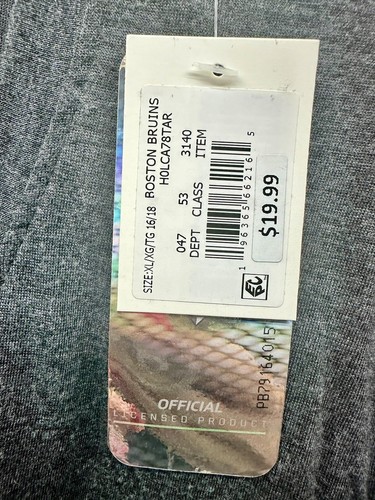 BOSTON BRUINS
H0LCA78TAR
SIZE:XL/XG/TG 16/18
047 53 3140
DEPT CLASS ITEM
1 96365 66216 5
$19.99
OFFICIAL
LICENSED PRODUCT
PB79164015